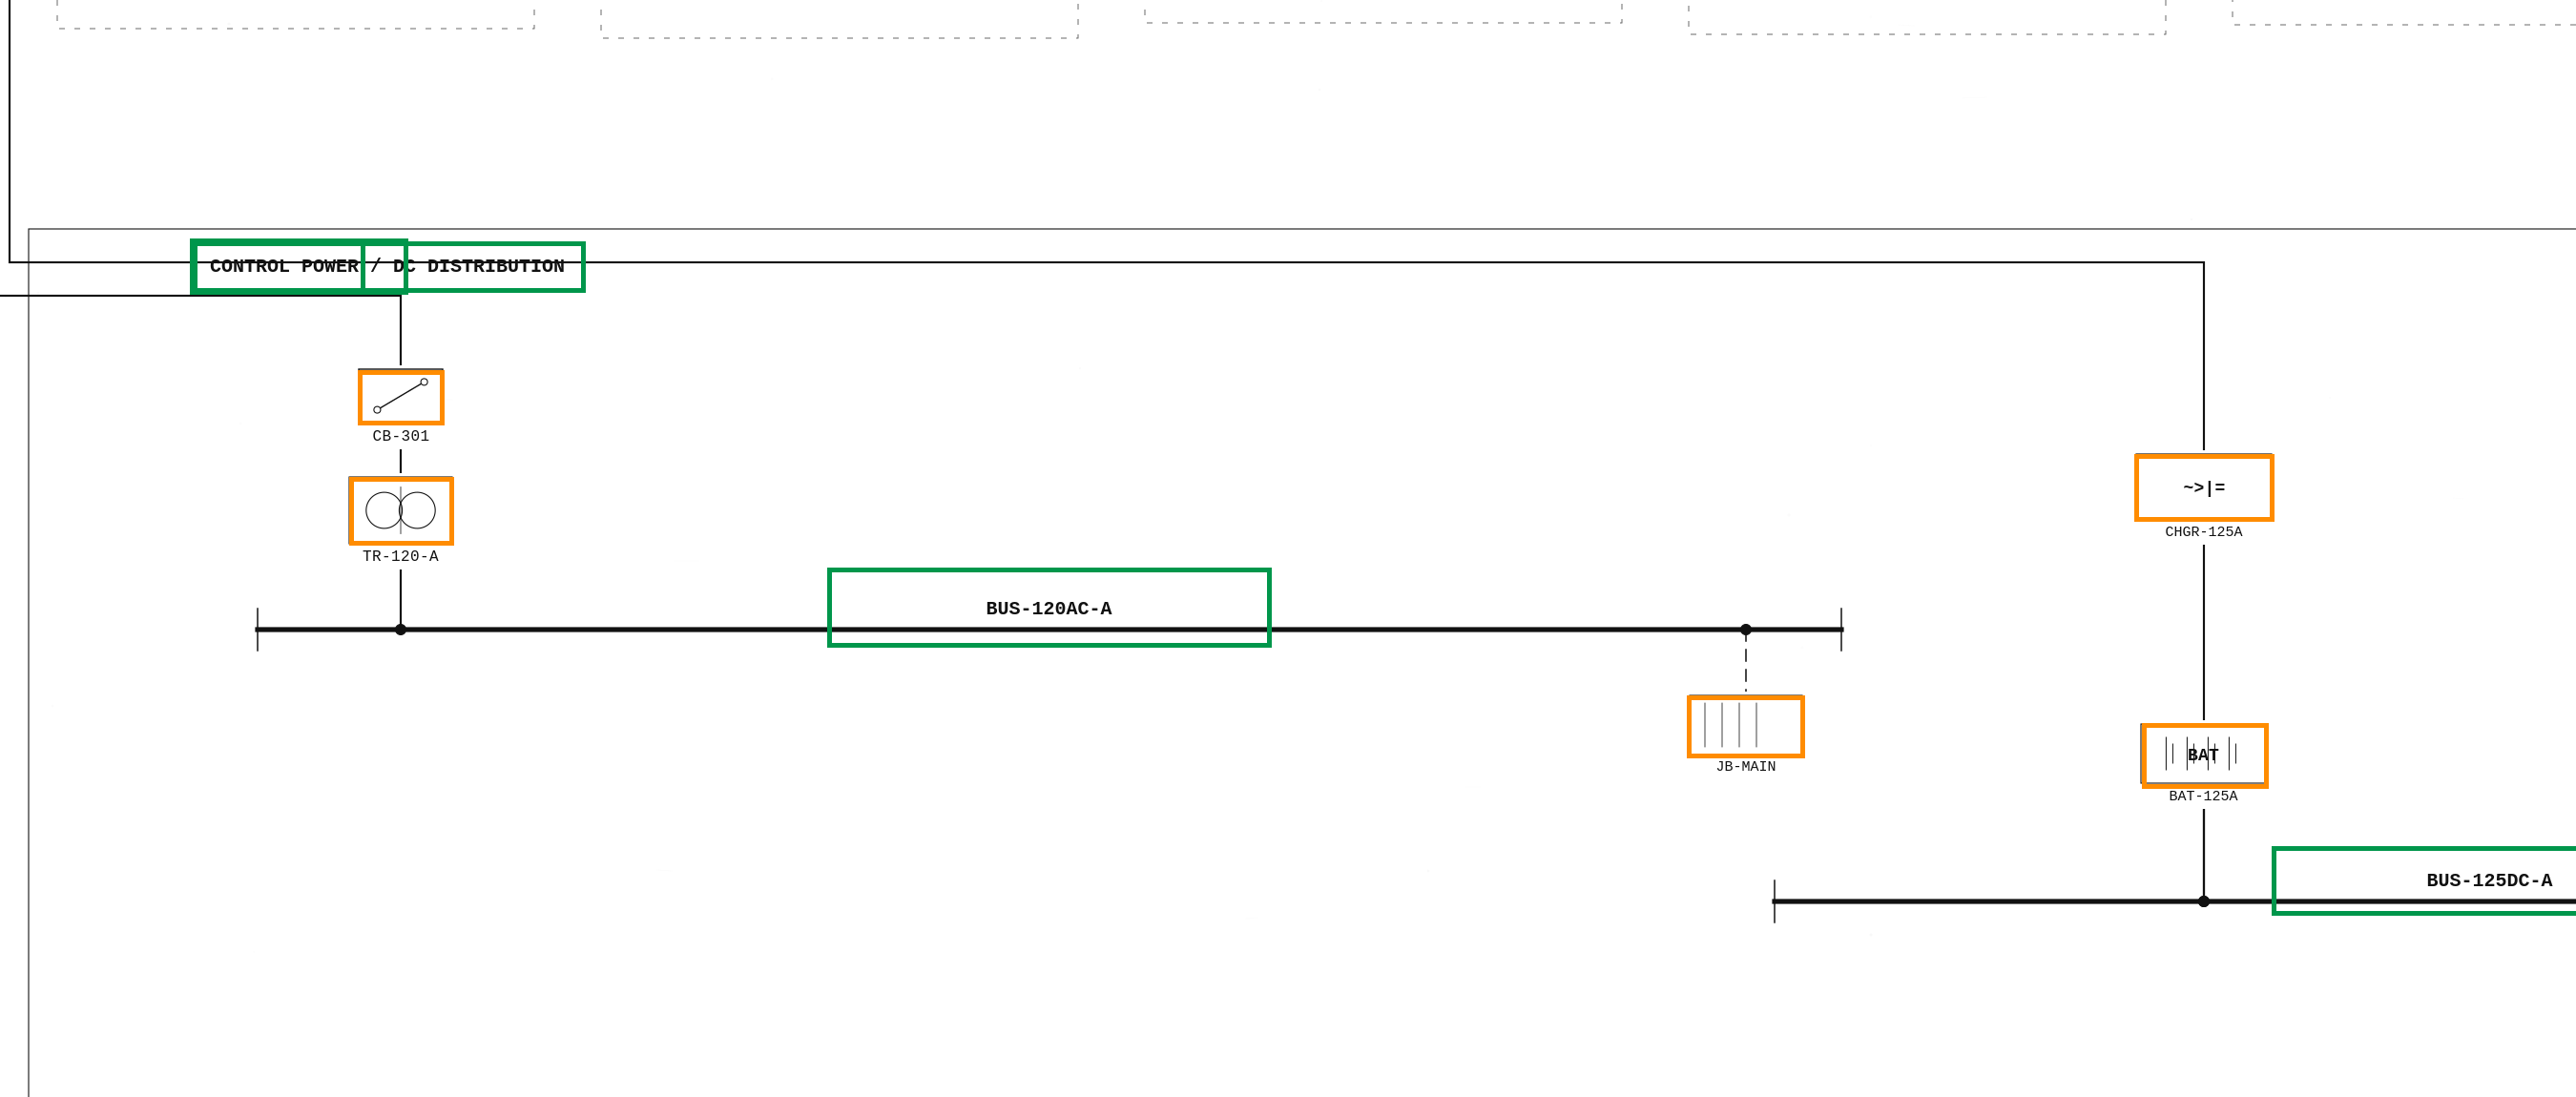 CONTROL POWER / DC DISTRIBUTION
CB-301
~>|=
CHGR-125A
TR-120-A
BUS-120AC-A
BAT
JB-MAIN
BAT-125A
BUS-125DC-A